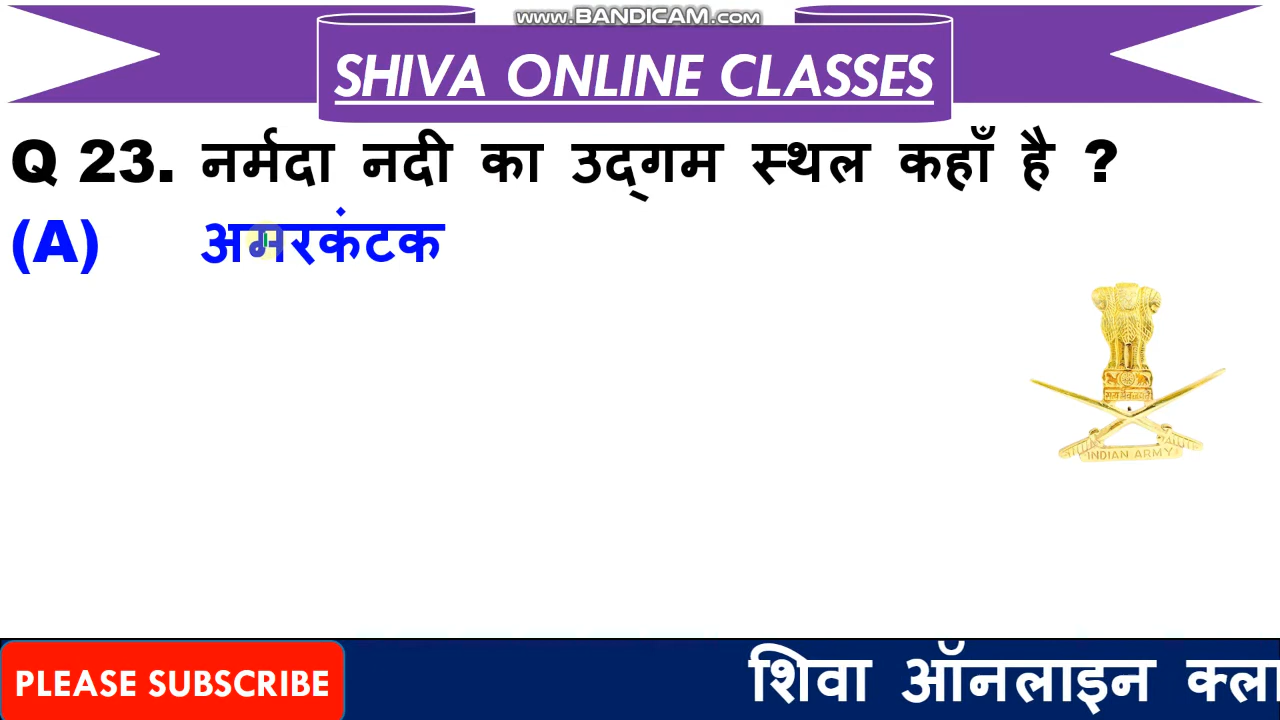 www.BANDICAM.com
SHIVA ONLINE CLASSES
Q 23. नर्मदा नदी का उद्‌गम स्थल कहाँ है ?
(A) अमरकंटक
INDIAN ARMY
PLEASE SUBSCRIBE
शिवा ऑनलाइन क्ला